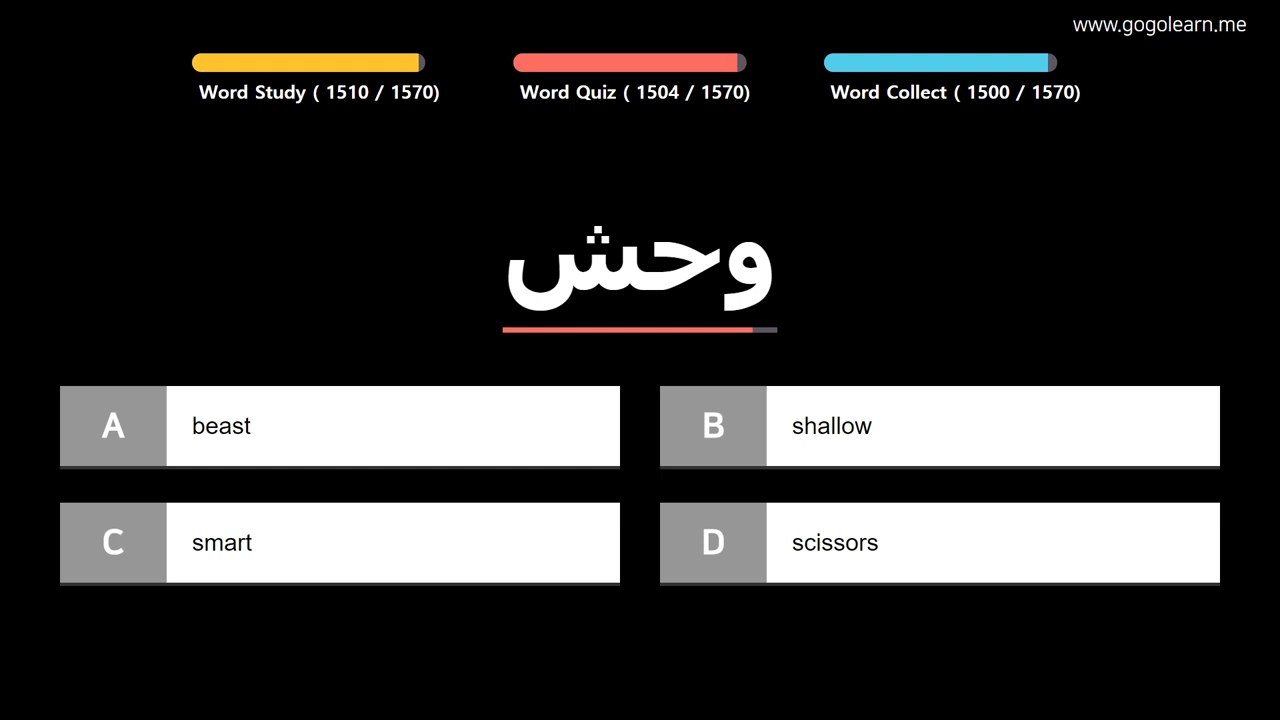 www.gogolearn.me
Word Study ( 1510 / 1570)
Word Quiz ( 1504 / 1570)
Word Collect ( 1500 / 1570)
وحش
A beast
B shallow
C smart
D scissors